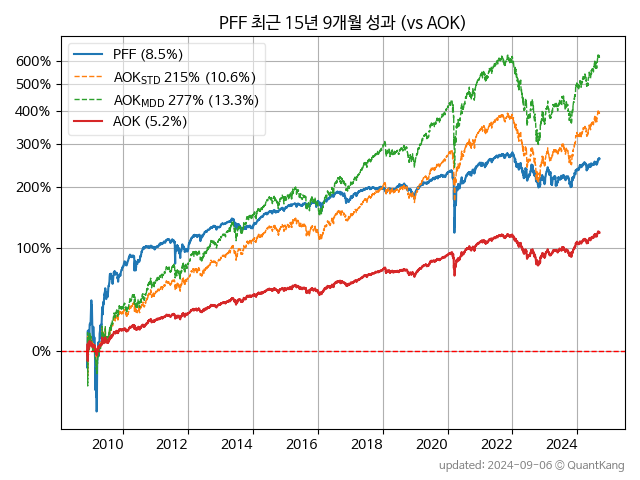 PFF 최근 15년 9개월 성과 (vs AOK)
PFF (8.5%)
AOKSTD 215% (10.6%)
AOKMDD 277% (13.3%)
AOK (5.2%)
600%
500%
400%
300%
200%
100%
0%
2010 2012 2014 2016 2018 2020 2022 2024
updated: 2024-09-06 © QuantKang